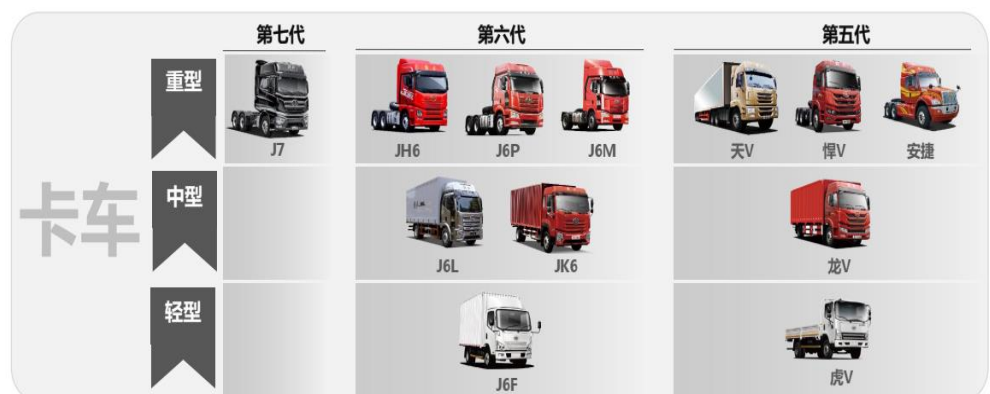 第七代 第六代 第五代
重型
J7 JH6 J6P J6M 天V 悍V 安捷
卡车
中型
J6L JK6 龙V
轻型
J6F 虎V